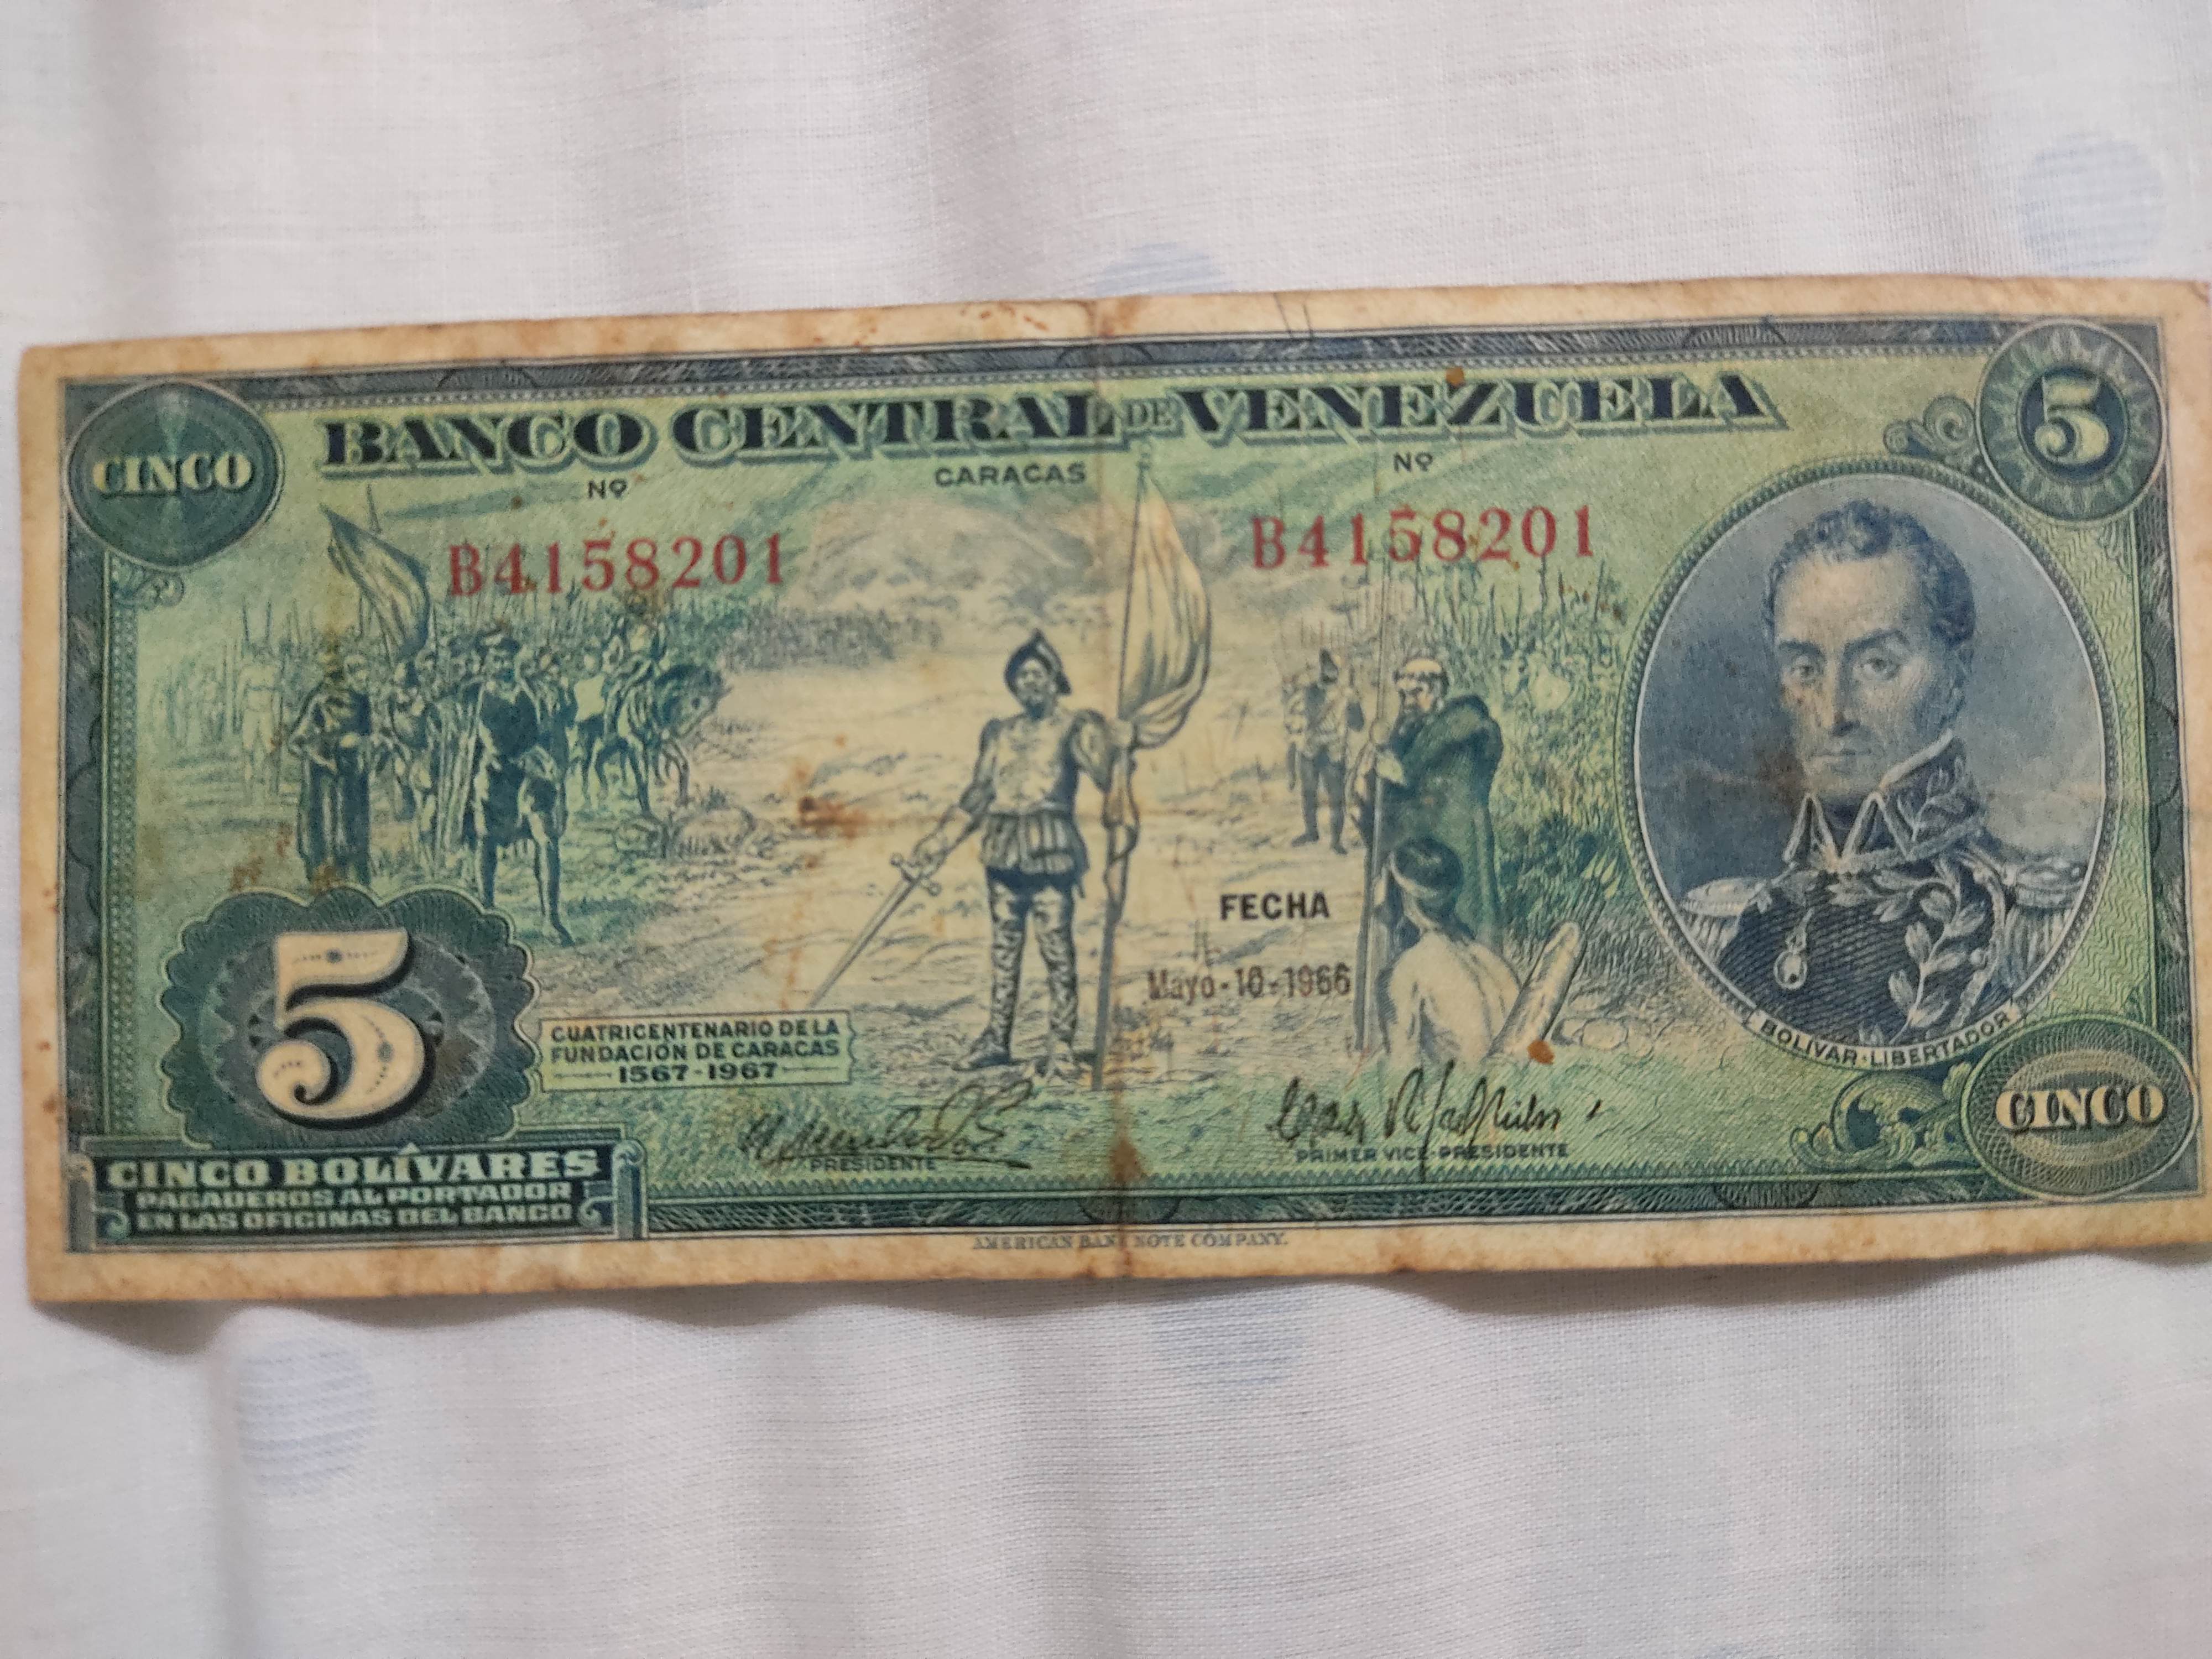 BANCO CENTRAL DE VENEZUELA
CINCO
5
Nº
CARACAS
Nº
B4158201
B4158201
FECHA
Mayo-10-1966
5
CUATRICENTENARIO DE LA
FUNDACIÓN DE CARACAS
1567-1967
BOLIVAR-LIBERTADOR
CINCO
PRESIDENTE
PRIMER VICE-PRESIDENTE
CINCO BOLÍVARES
PAGADEROS AL PORTADOR
EN LAS OFICINAS DEL BANCO
AMERICAN BANK NOTE COMPANY.